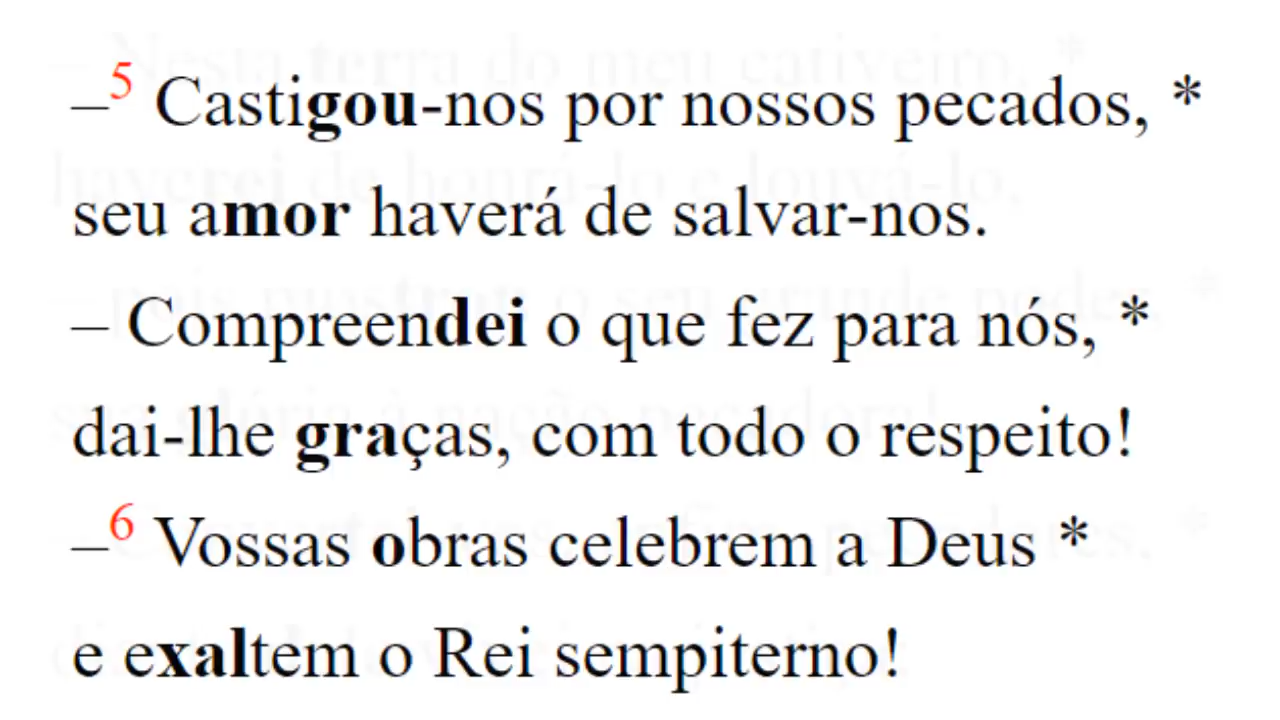 –5 Castigou-nos por nossos pecados, *
seu amor haverá de salvar-nos.
– Compreendei o que fez para nós, *
dai-lhe graças, com todo o respeito!
–6 Vossas obras celebrem a Deus *
e exaltem o Rei sempiterno!